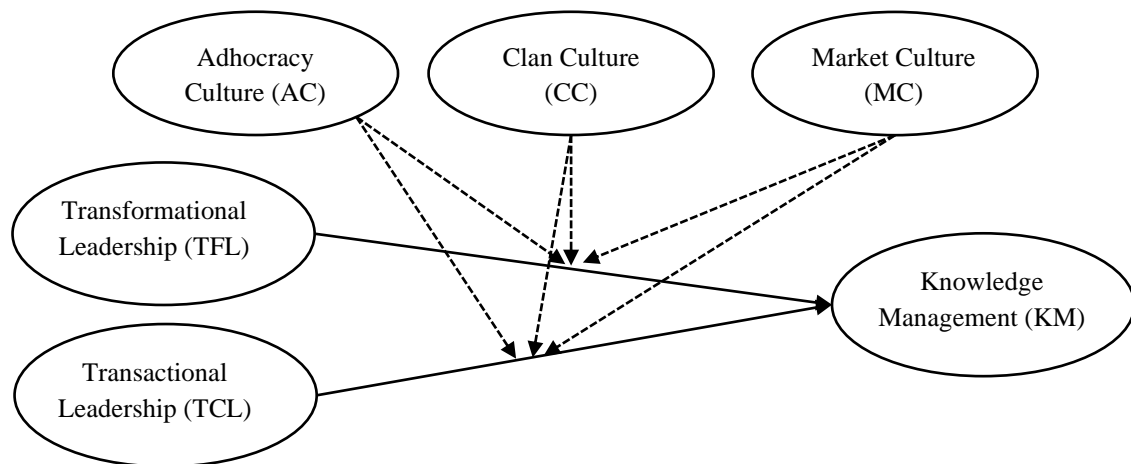 Adhocracy
Culture (AC)
Clan Culture
(CC)
Market Culture
(MC)
Transformational
Leadership (TFL)
Knowledge
Management (KM)
Transactional
Leadership (TCL)